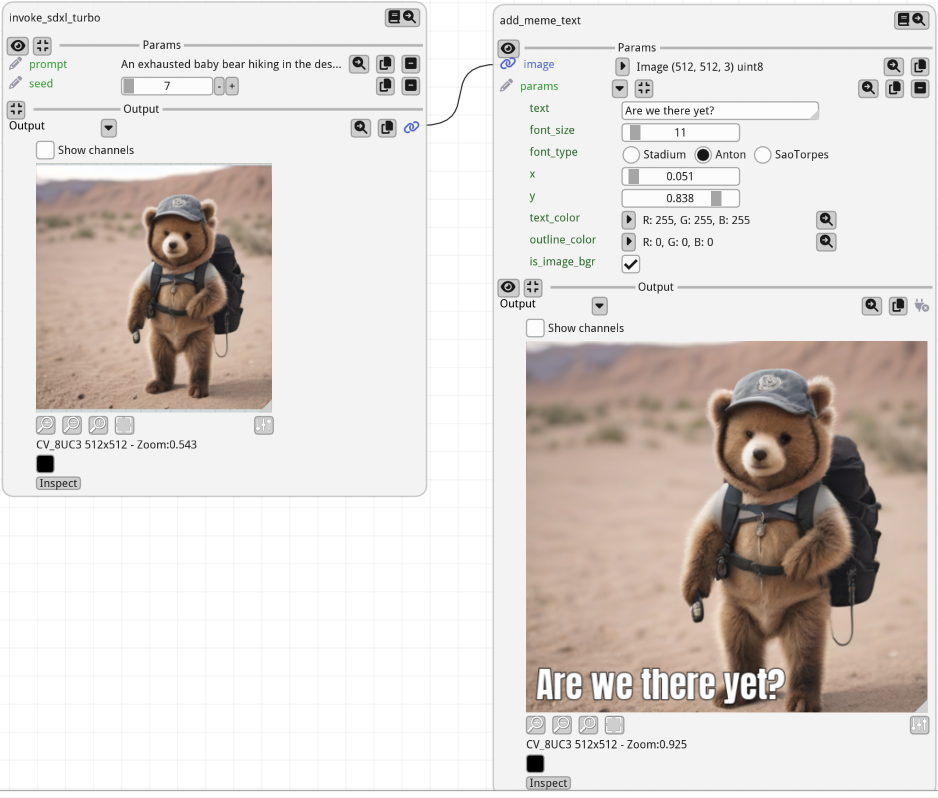 invoke_sdxl_turbo
Params
prompt An exhausted baby bear hiking in the des...
seed 7 - +
Output
Output
Show channels
CV_8UC3 512x512 - Zoom:0.543
Inspect
add_meme_text
Params
image Image (512, 512, 3) uint8
params
text Are we there yet?
font_size 11
font_type Stadium Anton SaoTorpes
x 0.051
y 0.838
text_color R: 255, G: 255, B: 255
outline_color R: 0, G: 0, B: 0
is_image_bgr
Output
Output
Show channels
Are we there yet?
CV_8UC3 512x512 - Zoom:0.925
Inspect